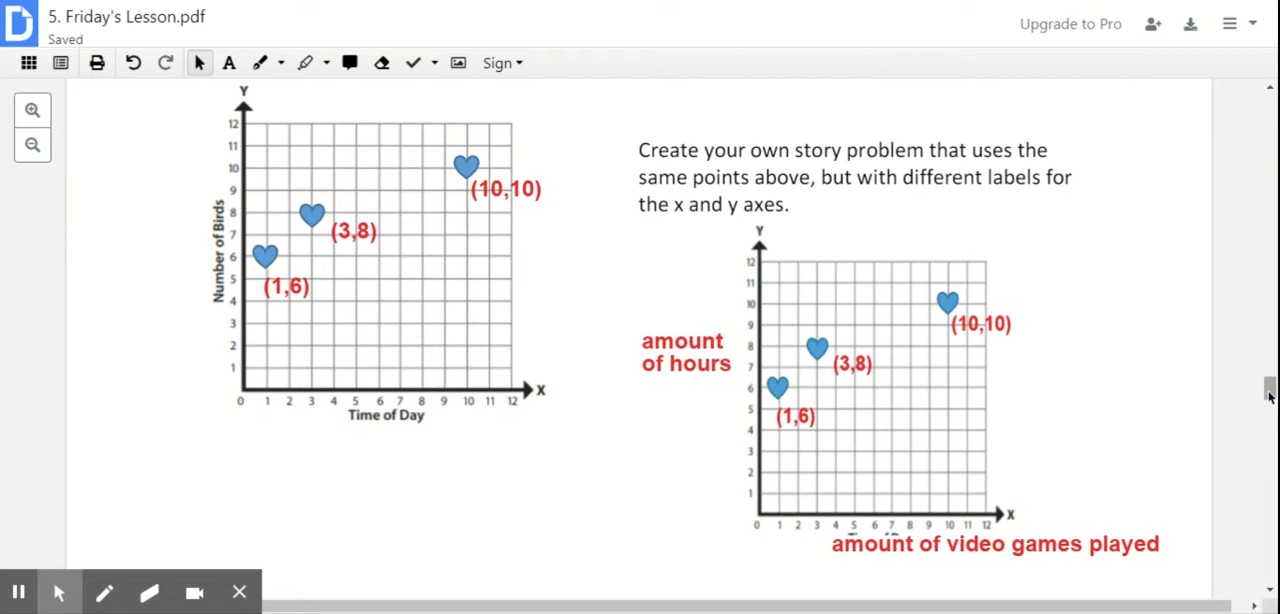 5. Friday's Lesson.pdf
Saved
Upgrade to Pro
A
Sign
Y
12
11
10
9
8
7
6
5
4
3
2
1
0 1 2 3 4 5 6 7 8 9 10 11 12
X
Number of Birds
Time of Day
(10,10)
(3,8)
(1,6)
Create your own story problem that uses the
same points above, but with different labels for
the x and y axes.
Y
12
11
10
9
8
7
6
5
4
3
2
1
0 1 2 3 4 5 6 7 8 9 10 11 12
X
amount
of hours
(10,10)
(3,8)
(1,6)
amount of video games played